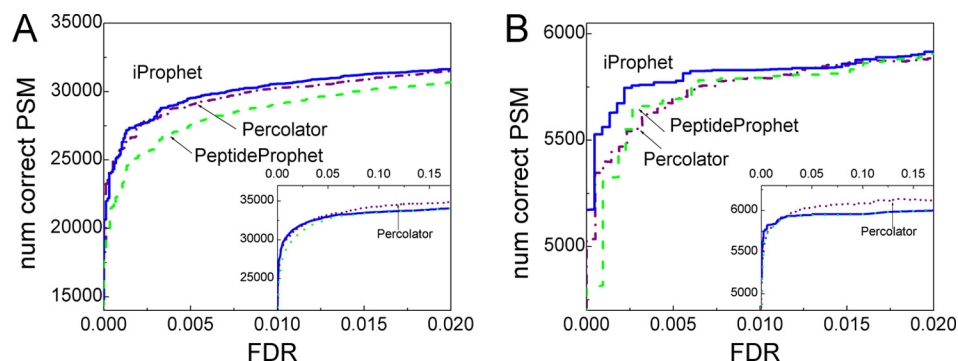 A
num correct PSM
35000
30000
25000
20000
15000
iProphet
Percolator
PeptideProphet
0.00 0.05 0.10 0.15
35000
30000
25000
Percolator
0.000 0.005 0.010 0.015 0.020
FDR
B
num correct PSM
6000
5500
5000
iProphet
PeptideProphet
Percolator
0.00 0.05 0.10 0.15
6000
5500
5000
Percolator
0.000 0.005 0.010 0.015 0.020
FDR